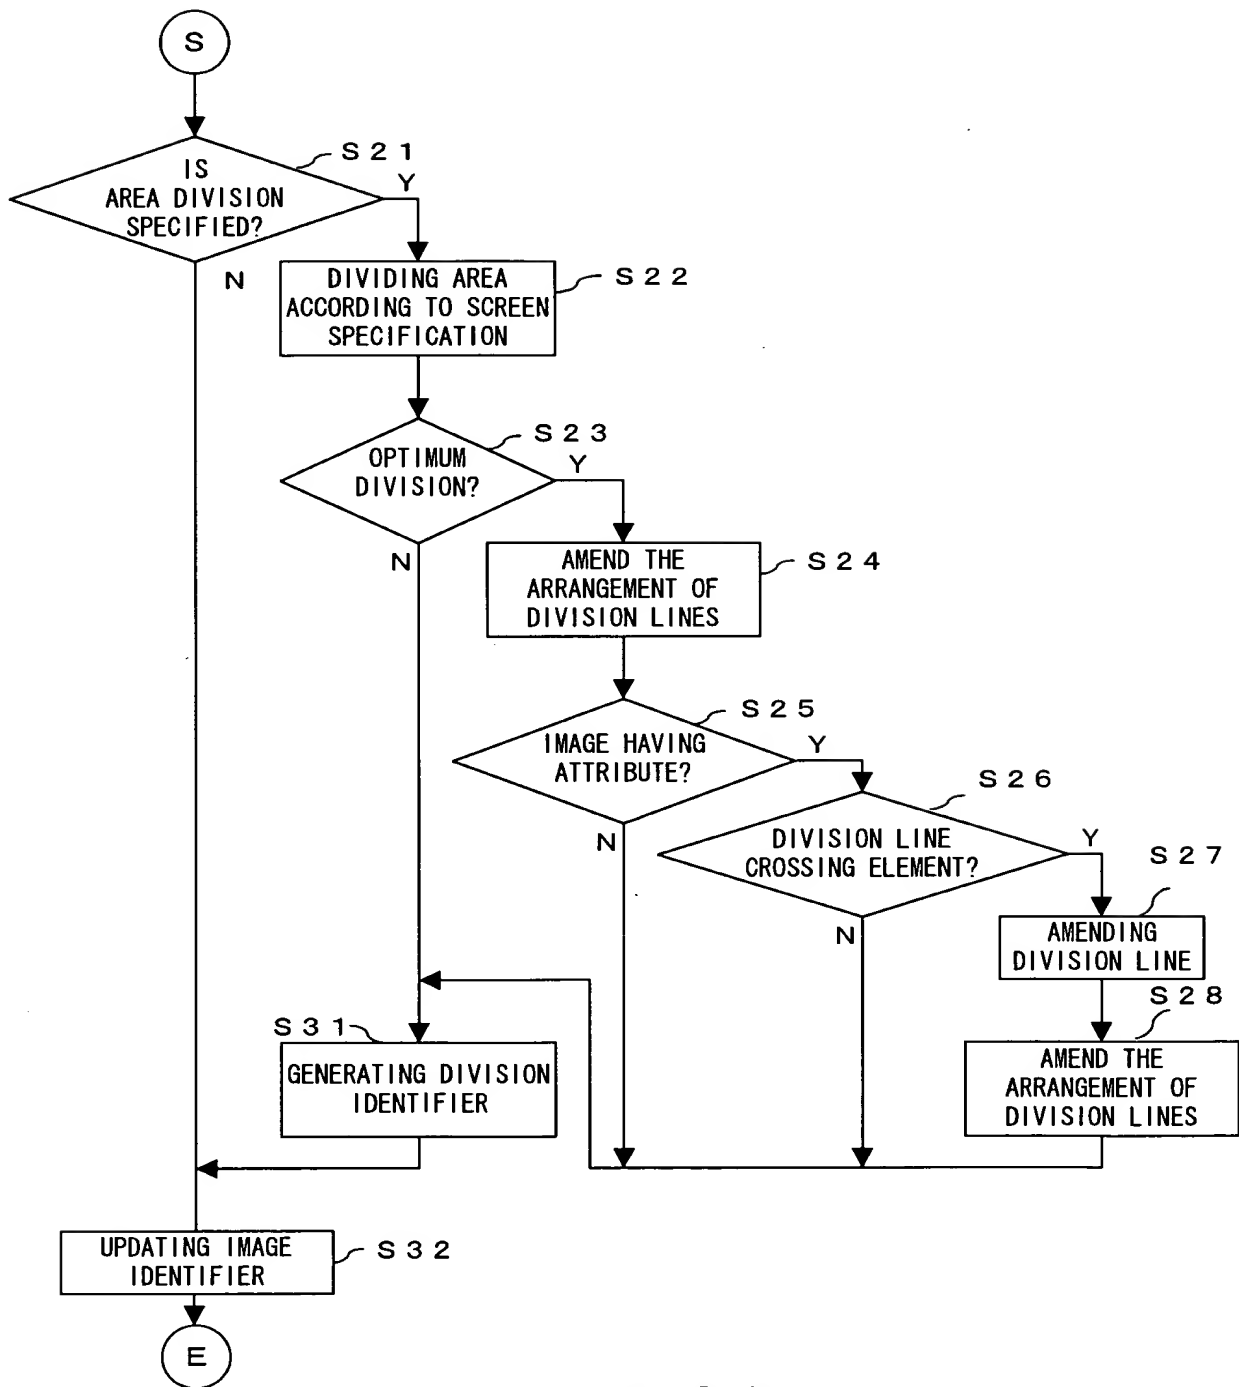 S
IS
AREA DIVISION
SPECIFIED?
S21
Y
N
DIVIDING AREA
ACCORDING TO SCREEN
SPECIFICATION
S22
OPTIMUM
DIVISION?
S23
Y
N
AMEND THE
ARRANGEMENT OF
DIVISION LINES
S24
IMAGE HAVING
ATTRIBUTE?
S25
Y
N
DIVISION LINE
CROSSING ELEMENT?
S26
Y
N
AMENDING
DIVISION LINE
S27
AMEND THE
ARRANGEMENT OF
DIVISION LINES
S28
S31
GENERATING DIVISION
IDENTIFIER
UPDATING IMAGE
IDENTIFIER
S32
E